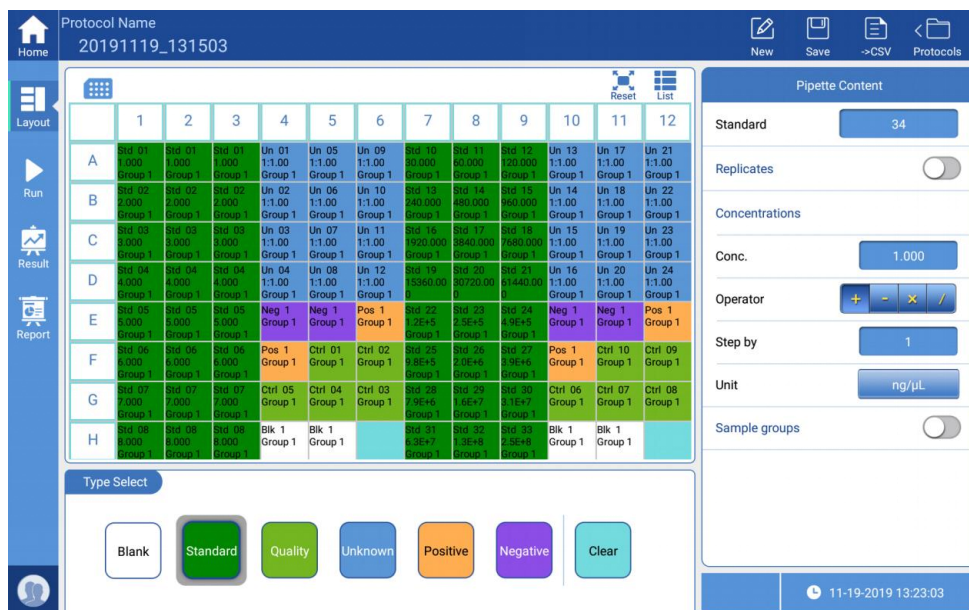 Protocol Name
20191119_131503
Home
New
Save
->CSV
Protocols
Layout
Run
Result
Report
Reset
List
1 2 3 4 5 6 7 8 9 10 11 12
A
Std 01 Std 01 Std 01 Un 01 Un 05 Un 09 Std 10 Std 11 Std 12 Un 13 Un 17 Un 21
1.000 1.000 1.000 1:1.00 1:1.00 1:1.00 30.000 60.000 120.000 1:1.00 1:1.00 1:1.00
Group 1 Group 1 Group 1 Group 1 Group 1 Group 1 Group 1 Group 1 Group 1 Group 1 Group 1 Group 1
B
Std 02 Std 02 Std 02 Un 02 Un 06 Un 10 Std 13 Std 14 Std 15 Un 14 Un 18 Un 22
2.000 2.000 2.000 1:1.00 1:1.00 1:1.00 240.000 480.000 960.000 1:1.00 1:1.00 1:1.00
Group 1 Group 1 Group 1 Group 1 Group 1 Group 1 Group 1 Group 1 Group 1 Group 1 Group 1 Group 1
C
Std 03 Std 03 Std 03 Un 03 Un 07 Un 11 Std 16 Std 17 Std 18 Un 15 Un 19 Un 23
3.000 3.000 3.000 1:1.00 1:1.00 1:1.00 1920.000 3840.000 7680.000 1:1.00 1:1.00 1:1.00
Group 1 Group 1 Group 1 Group 1 Group 1 Group 1 Group 1 Group 1 Group 1 Group 1 Group 1 Group 1
D
Std 04 Std 04 Std 04 Un 04 Un 08 Un 12 Std 19 Std 20 Std 21 Un 16 Un 20 Un 24
4.000 4.000 4.000 1:1.00 1:1.00 1:1.00 15360.00 30720.00 61440.00 1:1.00 1:1.00 1:1.00
Group 1 Group 1 Group 1 Group 1 Group 1 Group 1 0 0 0 Group 1 Group 1 Group 1
E
Std 05 Std 05 Std 05 Neg 1 Neg 1 Pos 1 Std 22 Std 23 Std 24 Neg 1 Neg 1 Pos 1
5.000 5.000 5.000 Group 1 Group 1 Group 1 1.2E+5 2.5E+5 4.9E+5 Group 1 Group 1 Group 1
Group 1 Group 1 Group 1 Group 1 Group 1 Group 1
F
Std 06 Std 06 Std 06 Pos 1 Ctrl 01 Ctrl 02 Std 25 Std 26 Std 27 Pos 1 Ctrl 10 Ctrl 09
6.000 6.000 6.000 Group 1 Group 1 Group 1 9.8E+5 2.0E+6 3.9E+6 Group 1 Group 1 Group 1
Group 1 Group 1 Group 1 Group 1 Group 1 Group 1
G
Std 07 Std 07 Std 07 Ctrl 05 Ctrl 04 Ctrl 03 Std 28 Std 29 Std 30 Ctrl 06 Ctrl 07 Ctrl 08
7.000 7.000 7.000 Group 1 Group 1 Group 1 7.9E+6 1.6E+7 3.1E+7 Group 1 Group 1 Group 1
Group 1 Group 1 Group 1 Group 1 Group 1 Group 1
H
Std 08 Std 08 Std 08 Blk 1 Blk 1 Std 31 Std 32 Std 33 Blk 1 Blk 1
8.000 8.000 8.000 Group 1 Group 1 6.3E+7 1.3E+8 2.5E+8 Group 1 Group 1
Group 1 Group 1 Group 1 Group 1 Group 1 Group 1
Type Select
Blank
Standard
Quality
Unknown
Positive
Negative
Clear
Pipette Content
Standard 34
Replicates
Concentrations
Conc. 1.000
Operator + - × /
Step by 1
Unit ng/μL
Sample groups
11-19-2019 13:23:03